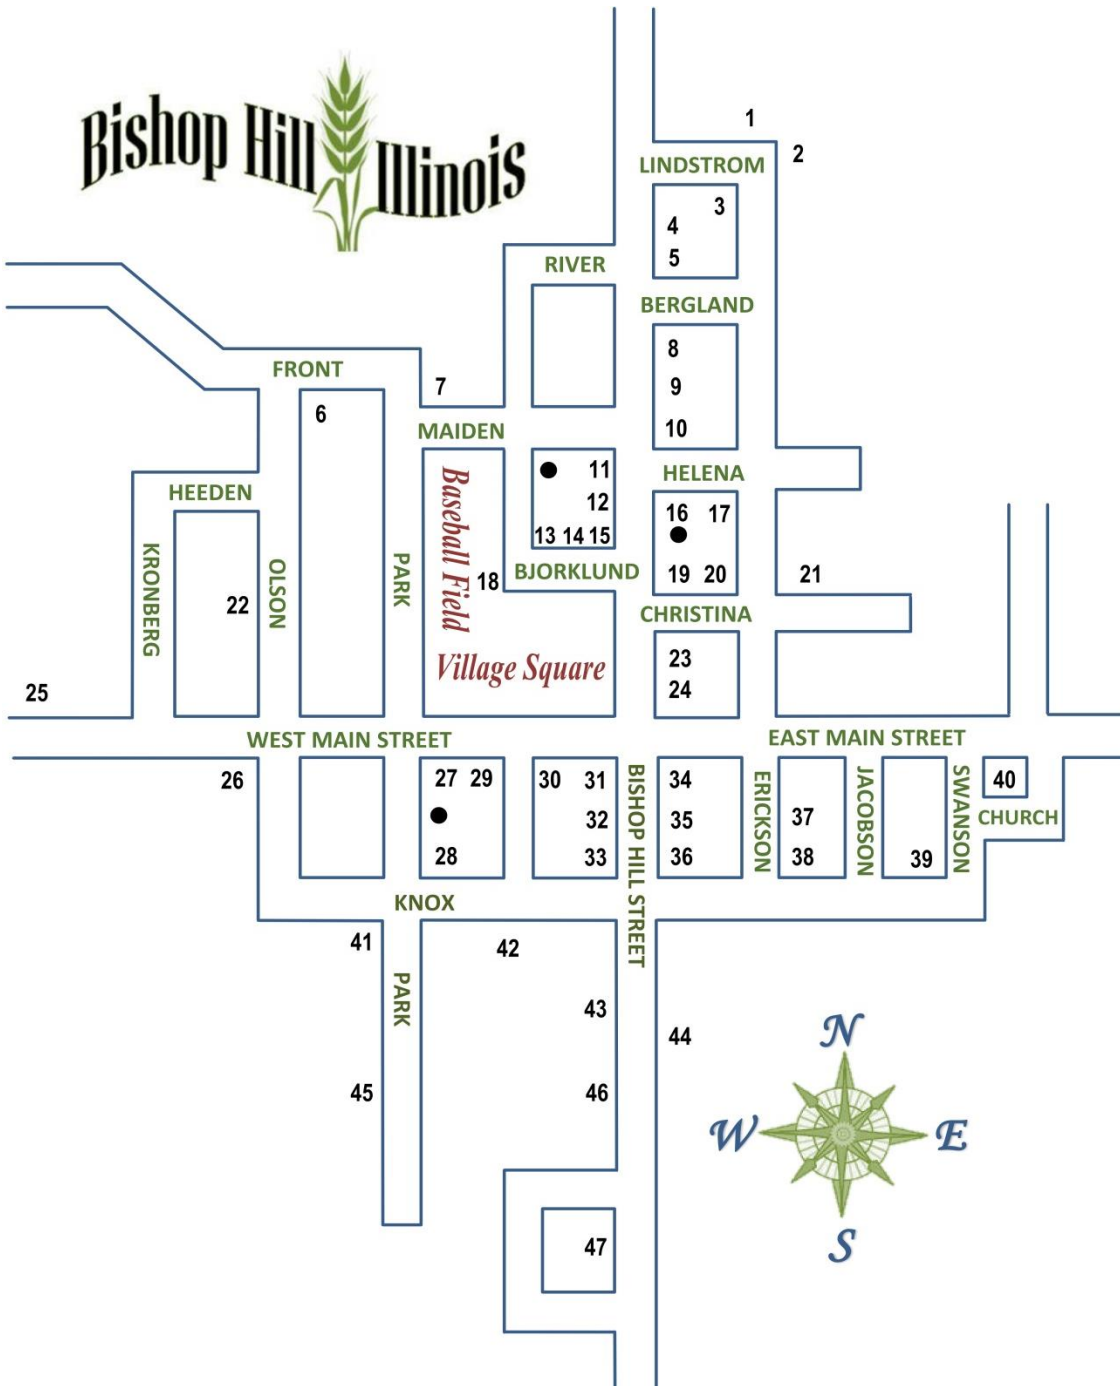 Bishop Hill Illinois
1
2
LINDSTROM
3
4
5
RIVER
BERGLAND
8
9
10
FRONT
6
7
MAIDEN
HELENA
11
12
13 14 15
16 17
19 20
21
HEEDEN
KRONBERG
OLSON
PARK
Baseball Field
18
BJORKLUND
22
CHRISTINA
Village Square
23
24
25
WEST MAIN STREET
EAST MAIN STREET
26
27 29
28
30 31
32
33
BISHOP HILL STREET
34
35
36
ERICKSON
37
38
JACOBSON
39
SWANSON
40
CHURCH
KNOX
41
42
PARK
43
44
45
46
47
N
W E
S